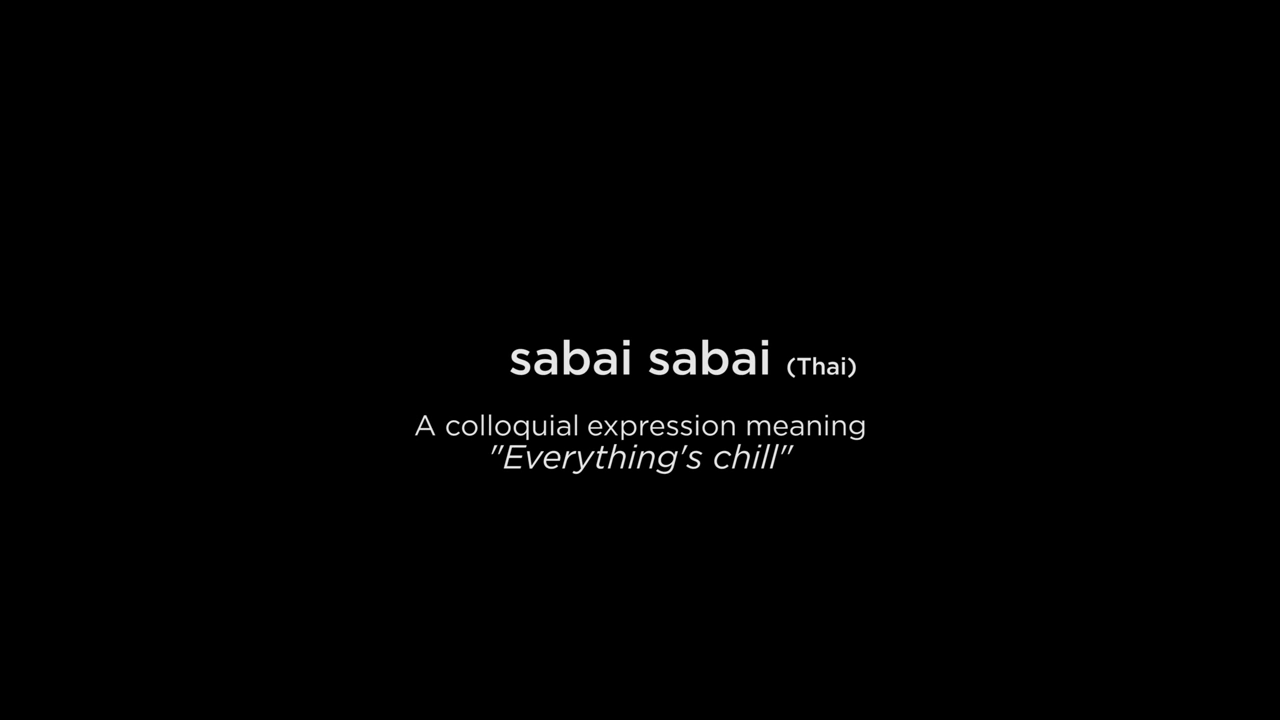 sabai sabai (Thai)
A colloquial expression meaning
"Everything's chill"